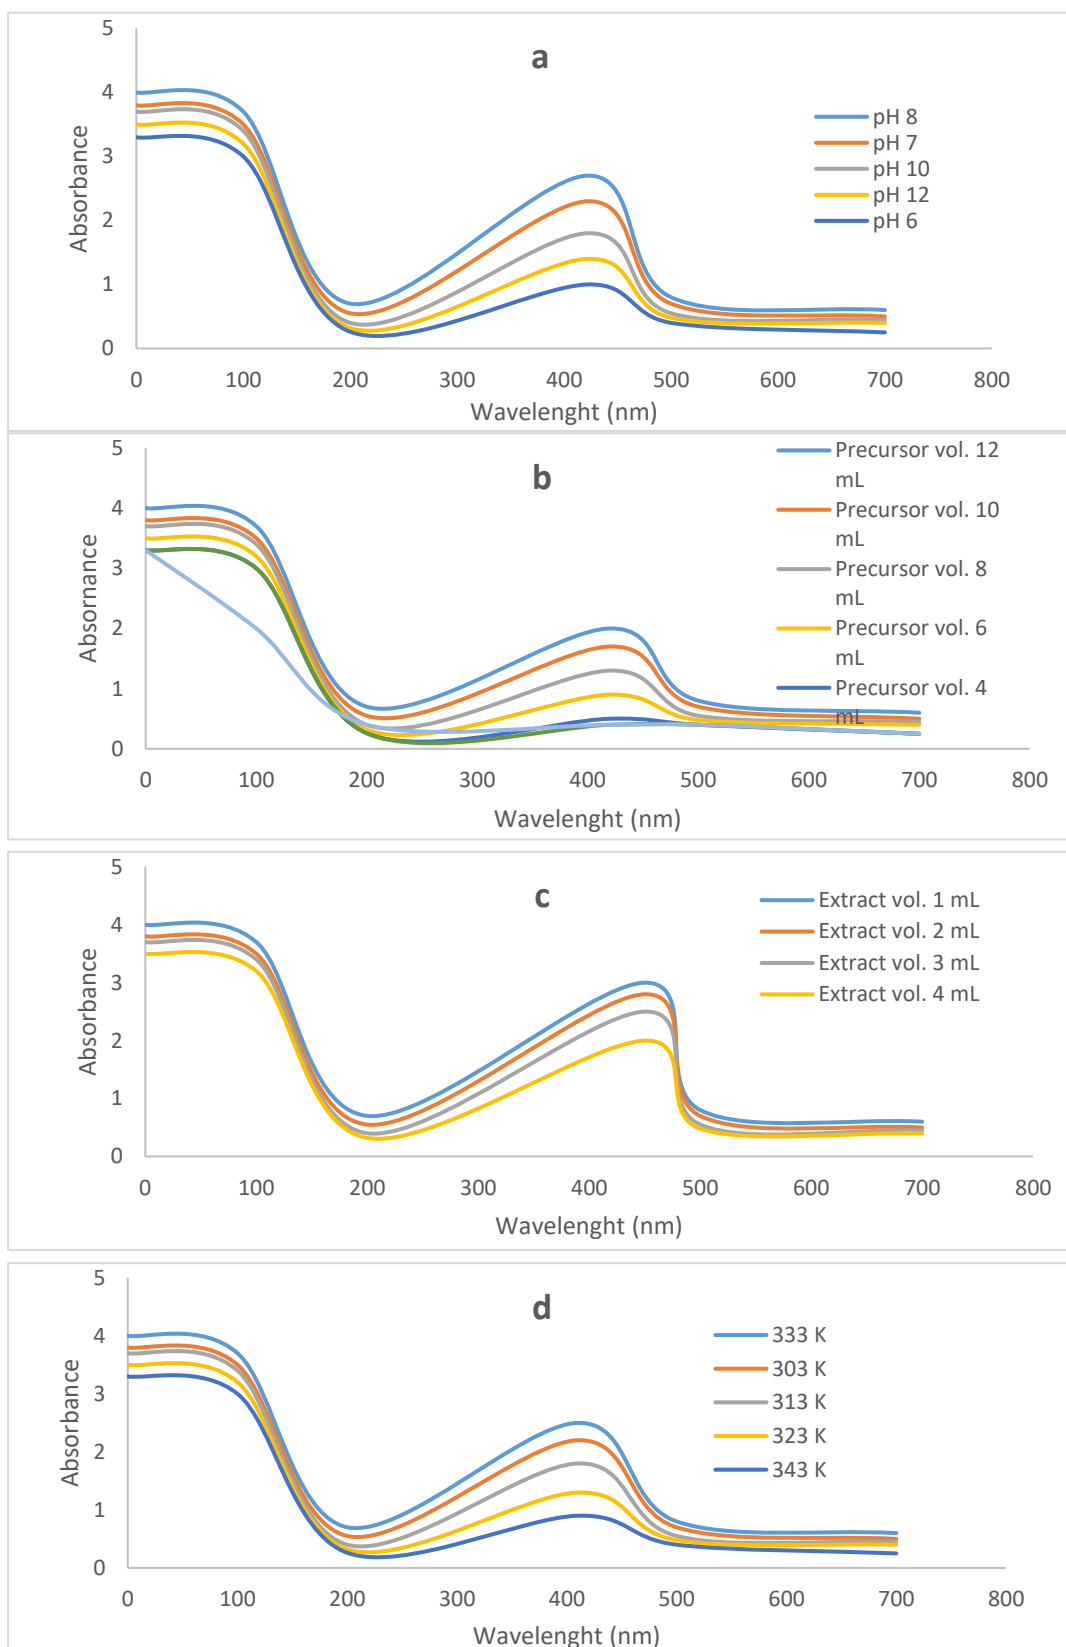 a
5
4
3
2
1
0
Absorbance
pH 8
pH 7
pH 10
pH 12
pH 6
0 100 200 300 400 500 600 700 800
Wavelenght (nm)
b
5
4
3
2
1
0
Absornance
Precursor vol. 12
mL
Precursor vol. 10
mL
Precursor vol. 8
mL
Precursor vol. 6
mL
Precursor vol. 4
mL
0 100 200 300 400 500 600 700 800
Wavelenght (nm)
c
5
4
3
2
1
0
Absorbance
Extract vol. 1 mL
Extract vol. 2 mL
Extract vol. 3 mL
Extract vol. 4 mL
0 100 200 300 400 500 600 700 800
Wavelenght (nm)
d
5
4
3
2
1
0
Absorbance
333 K
303 K
313 K
323 K
343 K
0 100 200 300 400 500 600 700 800
Wavelenght (nm)